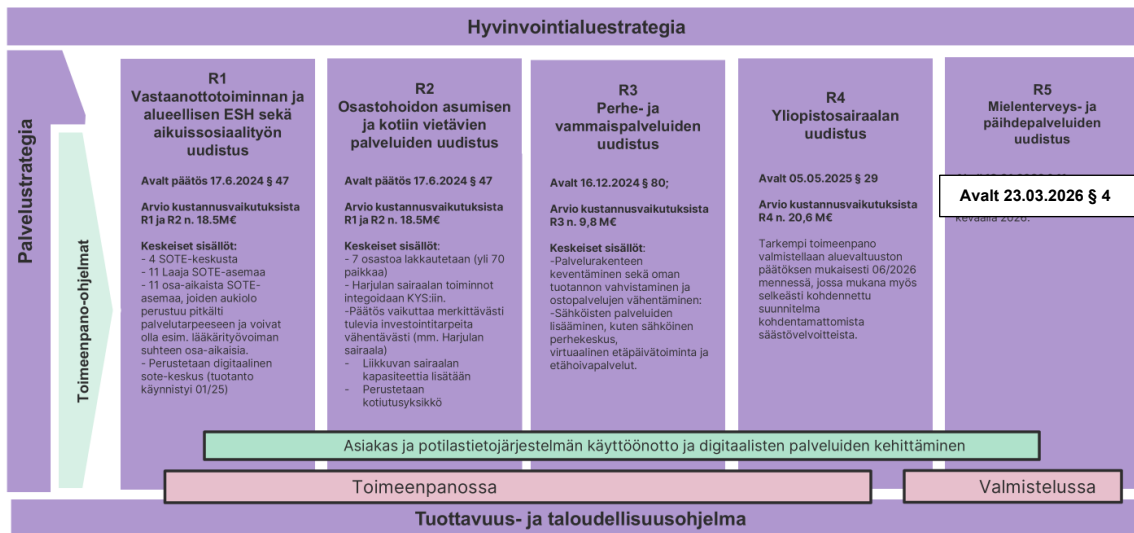 Hyvinvointialuestrategia
Palvelustrategia
Toimeenpano-ohjelmat
R1
Vastaanottotoiminnan ja
alueellisen ESH sekä
aikuissosiaalityön
uudistus
Avalt päätös 17.6.2024 § 47
Arvio kustannusvaikutuksista
R1 ja R2 n. 18.5M€
Keskeiset sisällöt:
- 4 SOTE-keskusta
- 11 Laaja SOTE-asemaa
- 11 osa-aikaista SOTE-
asemaa, joiden aukiolo
perustuu pitkälti
palvelutarpeeseen ja voivat
olla esim. lääkärityövoiman
suhteen osa-aikaisia.
- Perustetaan digitaalinen
sote-keskus (tuotanto
käynnistyi 01/25)
R2
Osastohoidon asumisen
ja kotiin vietävien
palveluiden uudistus
Avalt päätös 17.6.2024 § 47
Arvio kustannusvaikutuksista
R1 ja R2 n. 18.5M€
Keskeiset sisällöt:
- 7 osastoa lakkautetaan (yli 70
paikkaa)
- Harjulan sairaalan toiminnot
integoidaan KYS:iin.
-Päätös vaikuttaa merkittävästi
tulevia investointitarpeita
vähentävästi (mm. Harjulan
sairaala)
- Liikkuvan sairaalan
kapasiteettia lisätään
- Perustetaan
kotiutusyksikkö
R3
Perhe- ja
vammaispalveluiden
uudistus
Avalt 16.12.2024 § 80;
Arvio kustannusvaikutuksista
R3 n. 9,8 M€
Keskeiset sisällöt:
-Palvelurakenteen
keventäminen sekä oman
tuotannon vahvistaminen ja
ostopalvelujen vähentäminen:
-Sähköisten palveluiden
lisääminen, kuten sähköinen
perhekeskus,
virtuaalinen etäpäivätoiminta ja
etähoivapalvelut.
R4
Yliopistosairaalan
uudistus
Avalt 05.05.2025 § 29
Arvio kustannusvaikutuksista
R4 n. 20,6 M€
Tarkempi toimeenpano
valmistellaan aluevaltuuston
päätöksen mukaisesti 06/2026
mennessä, jossa mukana myös
selkeästi kohdennettu
suunnitelma
kohdentamattomista
säästövelvoitteista.
R5
Mielenterveys- ja
päihdepalveluiden
uudistus
Avalt 23.03.2026 § 4
keväällä 2026.
Asiakas ja potilastietojärjestelmän käyttöönotto ja digitaalisten palveluiden kehittäminen
Toimeenpanossa
Valmistelussa
Tuottavuus- ja taloudellisuusohjelma